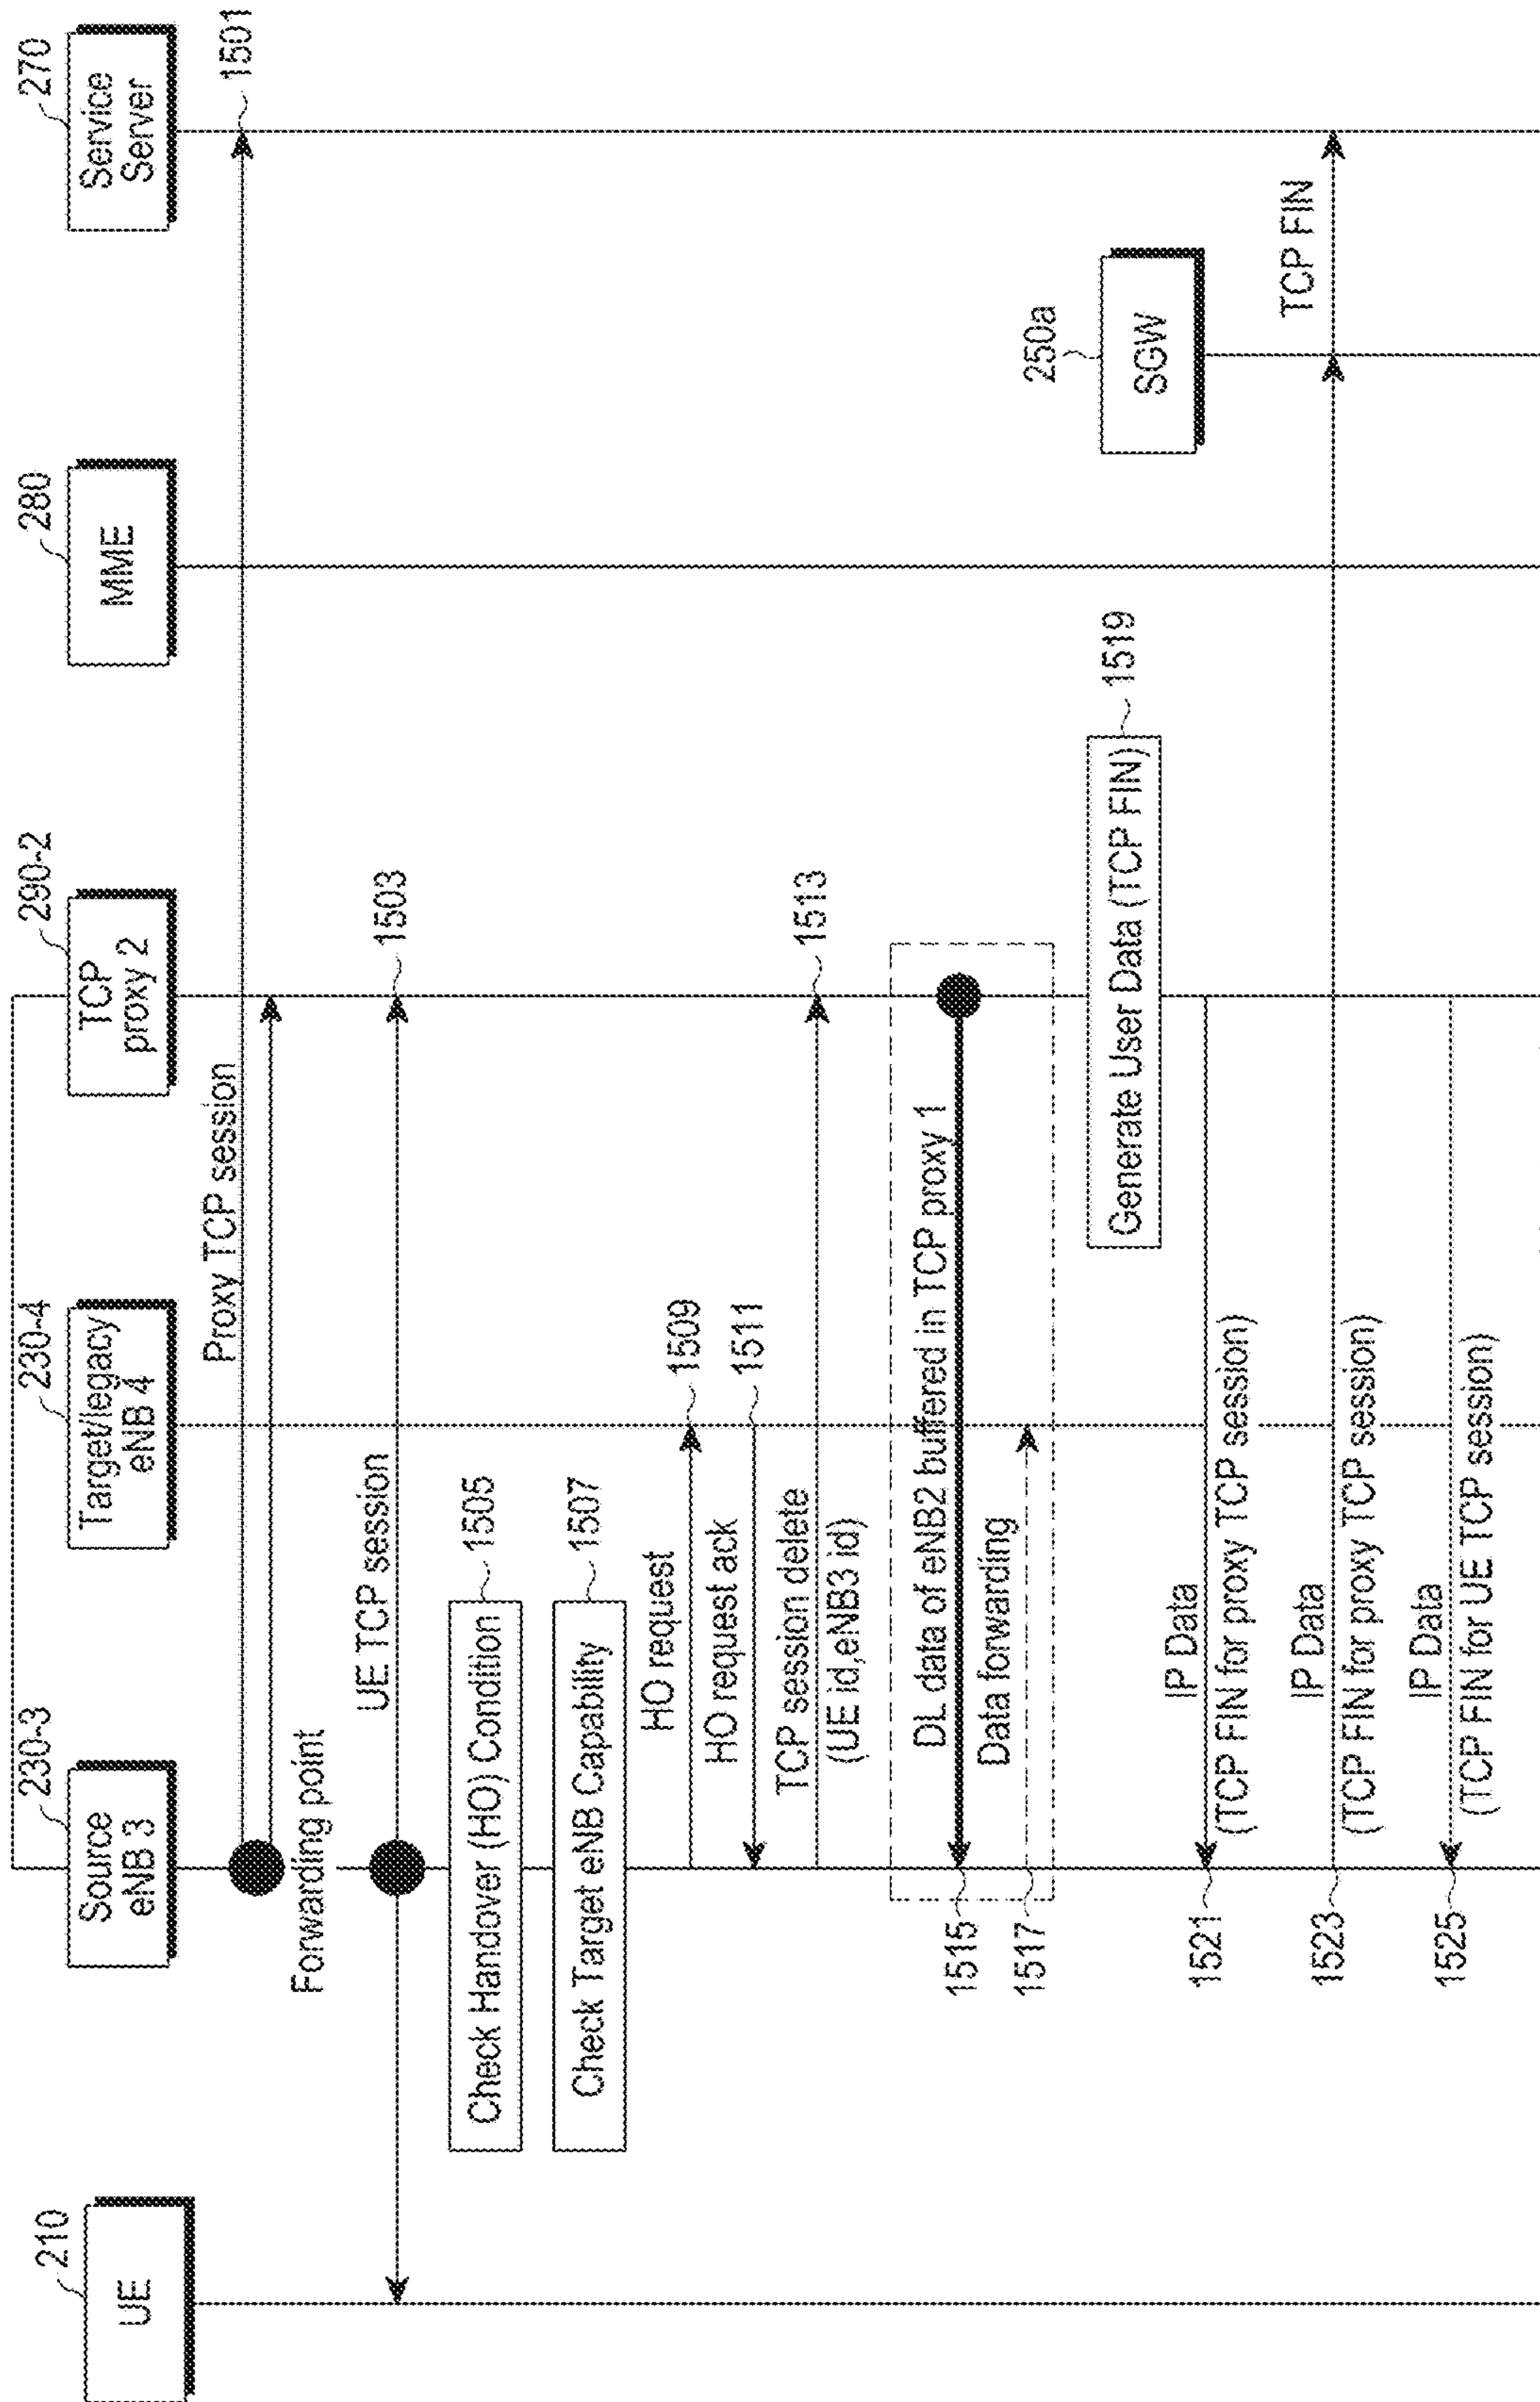 210
UE
230-3
Source
eNB 3
230-4
Target/legacy
eNB 4
290-2
TCP
proxy 2
280
MME
270
Service
Server
Proxy TCP session
1501
Forwarding point
UE TCP session
1503
Check Handover (HO) Condition
1505
Check Target eNB Capability
1507
HO request
1509
HO request ack
1511
TCP session delete
(UE id,eNB3 id)
1513
DL data of eNB2 buffered in TCP proxy 1
1515
Data forwarding
1517
250a
SGW
Generate User Data (TCP FIN)
1519
IP Data
(TCP FIN for proxy TCP session)
1521
TCP FIN
IP Data
(TCP FIN for proxy TCP session)
1523
IP Data
(TCP FIN for UE TCP session)
1525